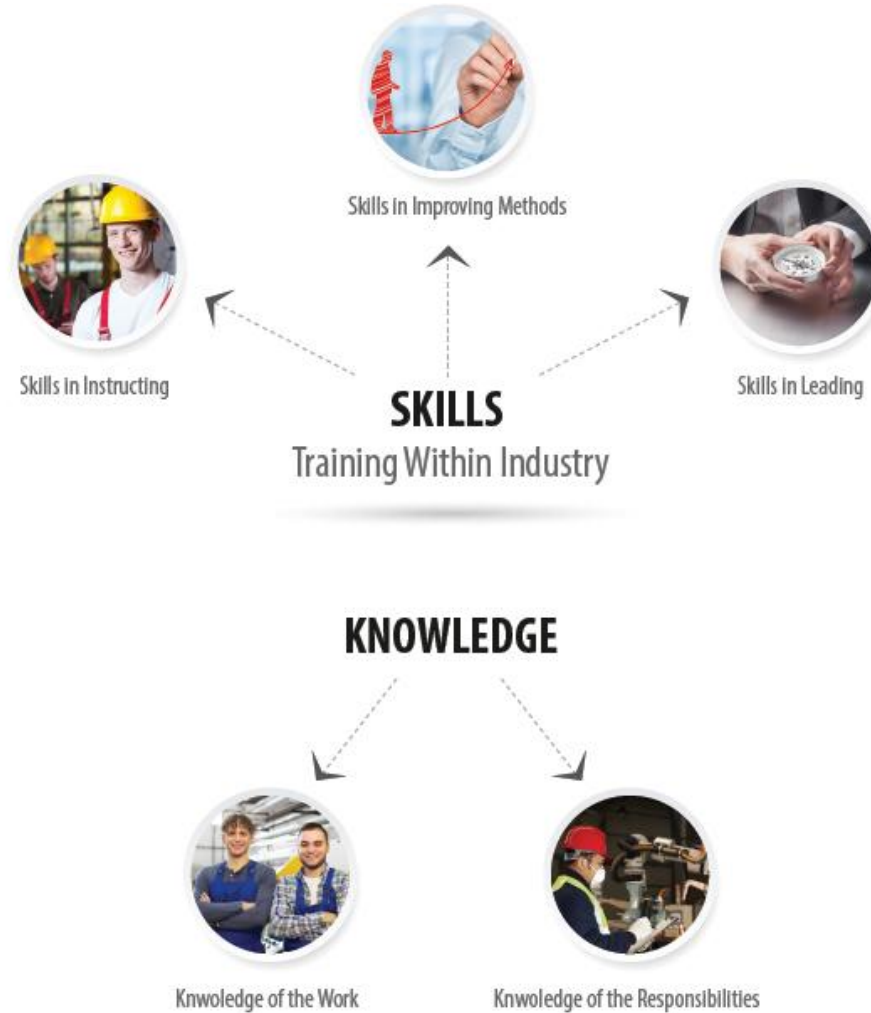 Skills in Improving Methods
Skills in Instructing
Skills in Leading
SKILLS
Training Within Industry
KNOWLEDGE
Knwoledge of the Work
Knwoledge of the Responsibilities